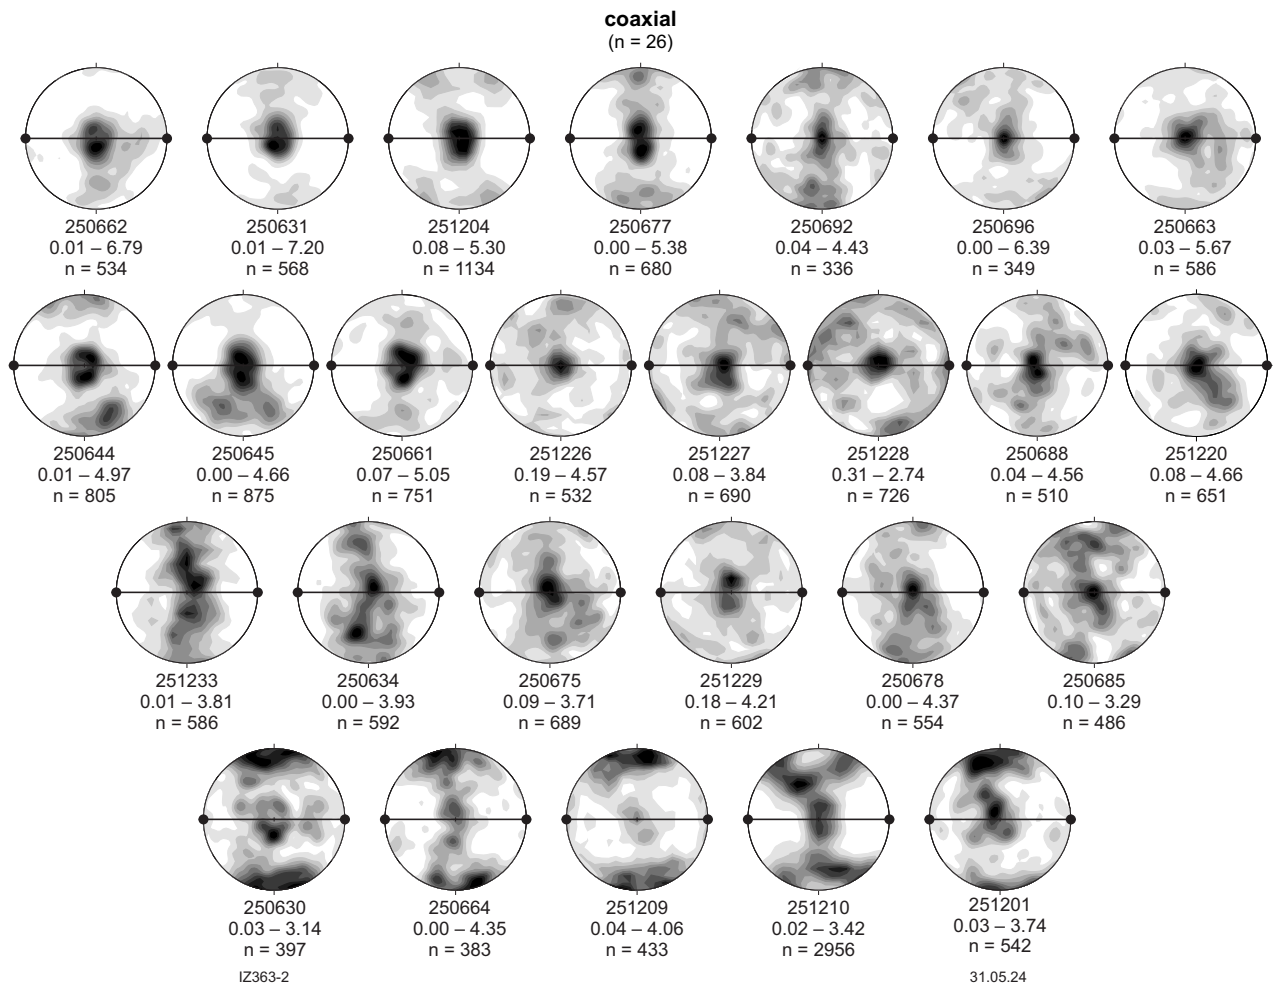 coaxial
(n = 26)
250662 250631 251204 250677 250692 250696 250663
0.01 – 6.79 0.01 – 7.20 0.08 – 5.30 0.00 – 5.38 0.04 – 4.43 0.00 – 6.39 0.03 – 5.67
n = 534 n = 568 n = 1134 n = 680 n = 336 n = 349 n = 586
250644 250645 250661 251226 251227 251228 250688 251220
0.01 – 4.97 0.00 – 4.66 0.07 – 5.05 0.19 – 4.57 0.08 – 3.84 0.31 – 2.74 0.04 – 4.56 0.08 – 4.66
n = 805 n = 875 n = 751 n = 532 n = 690 n = 726 n = 510 n = 651
251233 250634 250675 251229 250678 250685
0.01 – 3.81 0.00 – 3.93 0.09 – 3.71 0.18 – 4.21 0.00 – 4.37 0.10 – 3.29
n = 586 n = 592 n = 689 n = 602 n = 554 n = 486
250630 250664 251209 251210 251201
0.03 – 3.14 0.00 – 4.35 0.04 – 4.06 0.02 – 3.42 0.03 – 3.74
n = 397 n = 383 n = 433 n = 2956 n = 542
IZ363-2 31.05.24